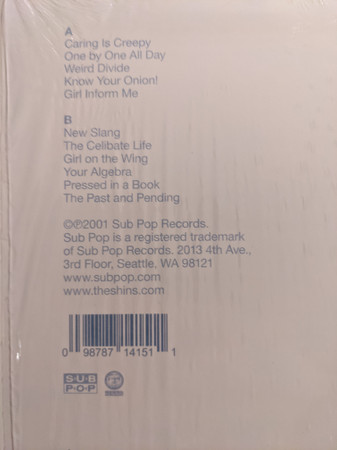 A
Caring Is Creepy
One by One All Day
Weird Divide
Know Your Onion!
Girl Inform Me
B
New Slang
The Celibate Life
Girl on the Wing
Your Algebra
Pressed in a Book
The Past and Pending
©℗2001 Sub Pop Records.
Sub Pop is a registered trademark
of Sub Pop Records. 2013 4th Ave.,
3rd Floor, Seattle, WA 98121
www.subpop.com
www.theshins.com
0 98787 14151 1
SUB
POP